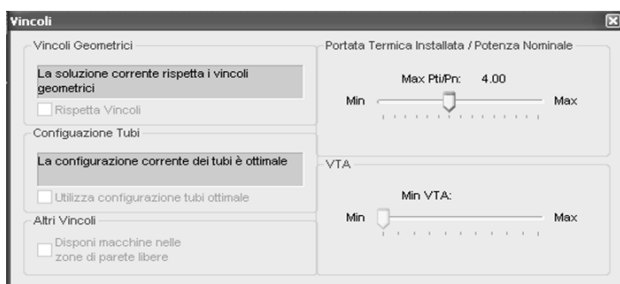 Vincoli
Vincoli Geometrici
La soluzione corrente rispetta i vincoli
geometrici
Rispetta Vincoli
Configuazione Tubi
La configurazione corrente dei tubi è ottimale
Utilizza configurazione tubi ottimale
Altri Vincoli
Disponi macchine nelle
zone di parete libere
Portata Termica Installata / Potenza Nominale
Max Pti/Pn: 4.00
Min Max
VTA
Min VTA:
Min Max